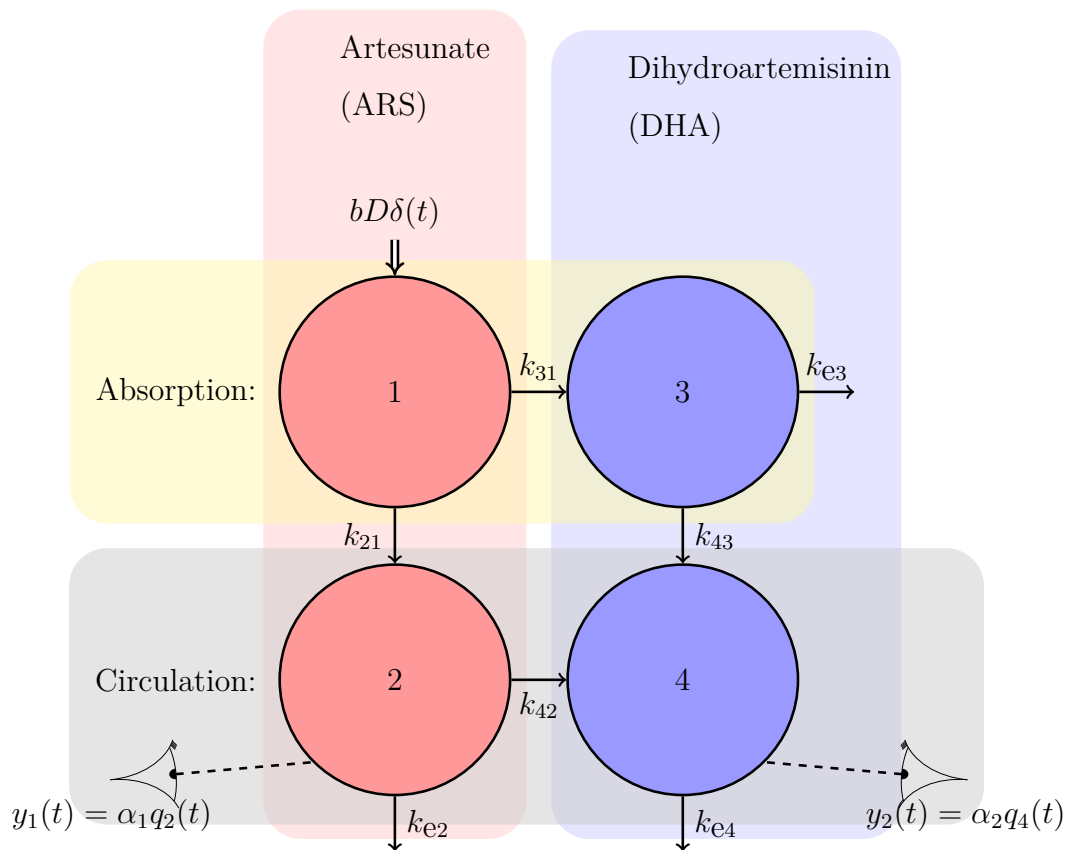 Artesunate
(ARS)
Dihydroartemisinin
(DHA)
bDδ(t)
Absorption:
1
k₃₁
3
kₑ₃
k₂₁
k₄₃
Circulation:
2
k₄₂
4
y₁(t) = α₁q₂(t)
kₑ₂
kₑ₄
y₂(t) = α₂q₄(t)